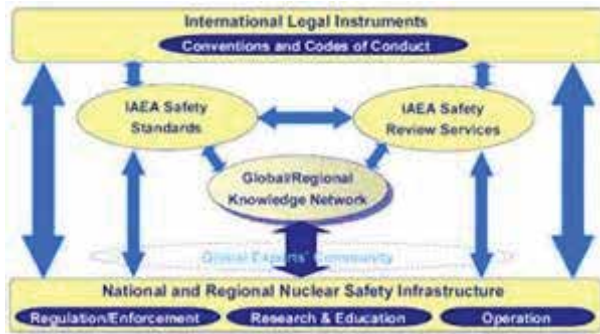 International Legal Instruments
Conventions and Codes of Conduct
IAEA Safety
Standards
IAEA Safety
Review Services
Global/Regional
Knowledge Network
Global Experts' Community
National and Regional Nuclear Safety Infrastructure
Regulation/Enforcement
Research & Education
Operation